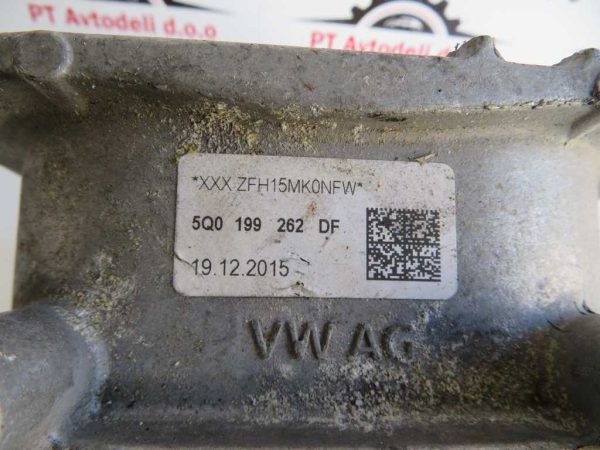 PT Avtodeli d.o.o
PT Avtodeli d.o.o
*XXX ZFH15MK0NFW*
5Q0 199 262 DF
19.12.2015
VW AG